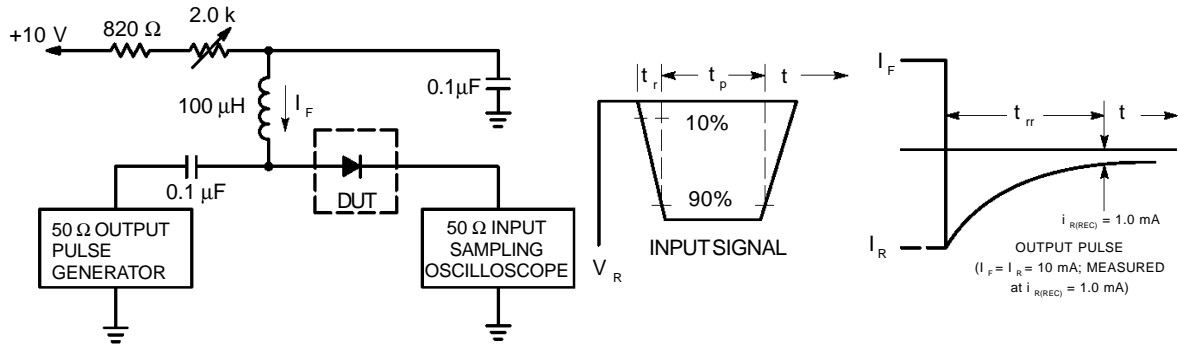 +10 V
820 Ω
2.0 k
100 µH
I F
0.1µF
0.1 µF
DUT
50 Ω OUTPUT
PULSE
GENERATOR
50 Ω INPUT
SAMPLING
OSCILLOSCOPE
t r
t p
t
10%
90%
V R
INPUT SIGNAL
I F
t rr
t
i R(REC) = 1.0 mA
I R
OUTPUT PULSE
(I F = I R = 10 mA; MEASURED
at i R(REC) = 1.0 mA)